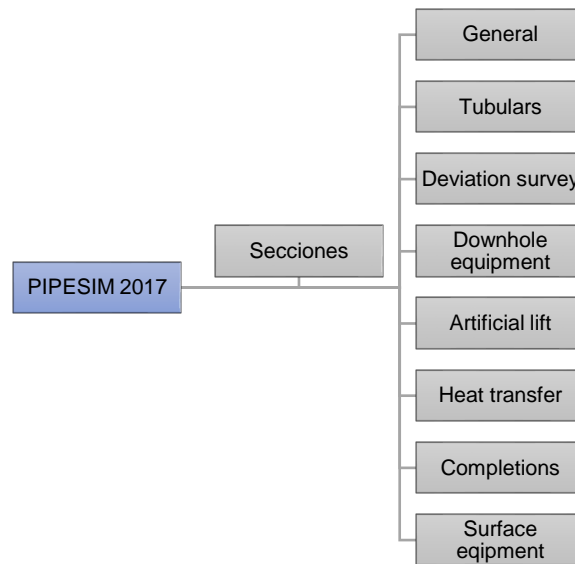 PIPESIM 2017
Secciones
General
Tubulars
Deviation survey
Downhole
equipment
Artificial lift
Heat transfer
Completions
Surface
eqipment